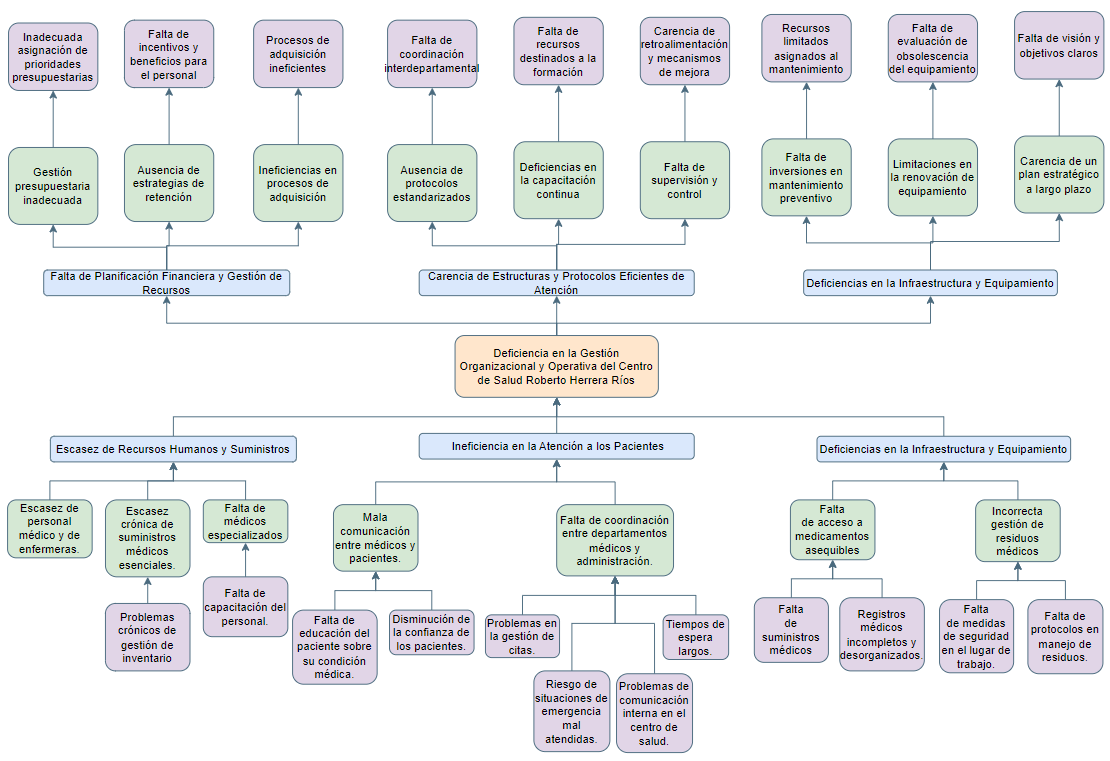 Inadecuada
asignación de
prioridades
presupuestarias
Falta de
incentivos y
beneficios para
el personal
Procesos de
adquisición
ineficientes
Falta de
coordinación
interdepartamental
Falta de
recursos
destinados a la
formación
Carencia de
retroalimentación
y mecanismos
de mejora
Recursos
limitados
asignados al
mantenimiento
Falta de
evaluación de
obsolescencia
del equipamiento
Falta de visión y
objetivos claros
Gestión
presupuestaria
inadecuada
Ausencia de
estrategias de
retención
Ineficiencias en
procesos de
adquisición
Ausencia de
protocolos
estandarizados
Deficiencias en
la capacitación
continua
Falta de
supervisión y
control
Falta de
inversiones en
mantenimiento
preventivo
Limitaciones en
la renovación de
equipamiento
Carencia de un
plan estratégico
a largo plazo
Falta de Planificación Financiera y Gestión de
Recursos
Carencia de Estructuras y Protocolos Eficientes de
Atención
Deficiencias en la Infraestructura y Equipamiento
Deficiencia en la Gestión
Organizacional y Operativa del Centro
de Salud Roberto Herrera Ríos
Escasez de Recursos Humanos y Suministros
Ineficiencia en la Atención a los Pacientes
Deficiencias en la Infraestructura y Equipamiento
Escasez de
personal
médico y de
enfermeras.
Escasez
crónica de
suministros
médicos
esenciales.
Falta de
médicos
especializados
Mala
comunicación
entre médicos y
pacientes.
Falta de coordinación
entre departamentos
médicos y
administración.
Falta
de acceso a
medicamentos
asequibles
Incorrecta
gestión de
residuos
médicos
Problemas
crónicos de
gestión de
inventario
Falta de
capacitación del
personal.
Falta de
educación del
paciente sobre
su condición
médica.
Disminución de
la confianza de
los pacientes.
Problemas en
la gestión de
citas.
Riesgo de
situaciones de
emergencia
mal
atendidas.
Problemas de
comunicación
interna en el
centro de
salud.
Tiempos de
espera
largos.
Falta
de
suministros
médicos
Registros
médicos
incompletos y
desorganizados.
Falta
de medidas
de seguridad
en el lugar de
trabajo.
Falta de
protocolos en
manejo de
residuos.